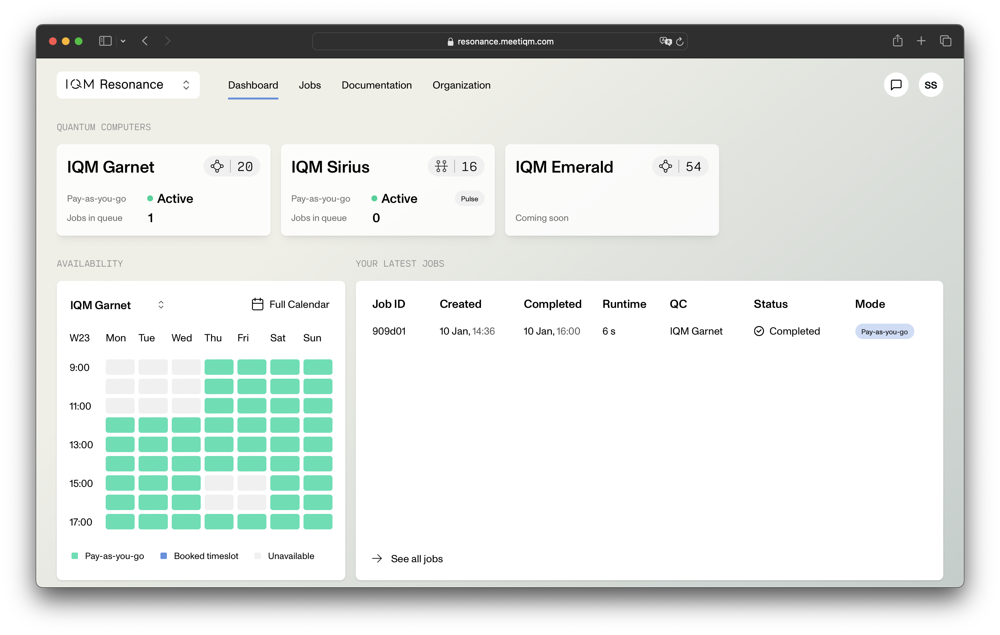 resonance.meetiqm.com
IQM Resonance
Dashboard Jobs Documentation Organization
SS
QUANTUM COMPUTERS
IQM Garnet 20
Pay-as-you-go Active
Jobs in queue 1
IQM Sirius 16
Pay-as-you-go Active Pulse
Jobs in queue 0
IQM Emerald 54
Coming soon
AVAILABILITY
IQM Garnet Full Calendar
W23 Mon Tue Wed Thu Fri Sat Sun
9:00
11:00
13:00
15:00
17:00
Pay-as-you-go Booked timeslot Unavailable
YOUR LATEST JOBS
Job ID Created Completed Runtime QC Status Mode
909d01 10 Jan, 14:36 10 Jan, 16:00 6 s IQM Garnet Completed Pay-as-you-go
See all jobs